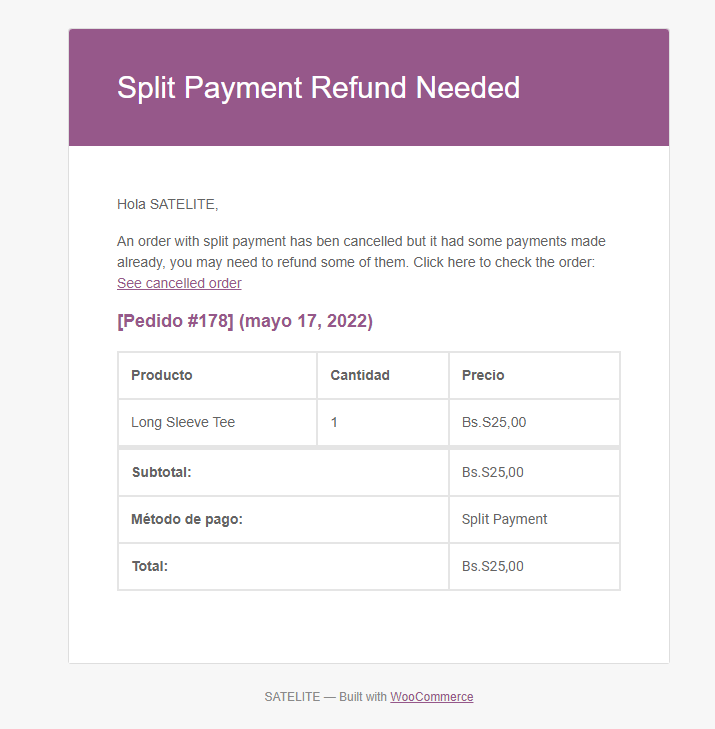 Split Payment Refund Needed
Hola SATELITE,
An order with split payment has ben cancelled but it had some payments made
already, you may need to refund some of them. Click here to check the order:
See cancelled order
[Pedido #178] (mayo 17, 2022)
Producto Cantidad Precio
Long Sleeve Tee 1 Bs.S25,00
Subtotal: Bs.S25,00
Método de pago: Split Payment
Total: Bs.S25,00
SATELITE — Built with WooCommerce